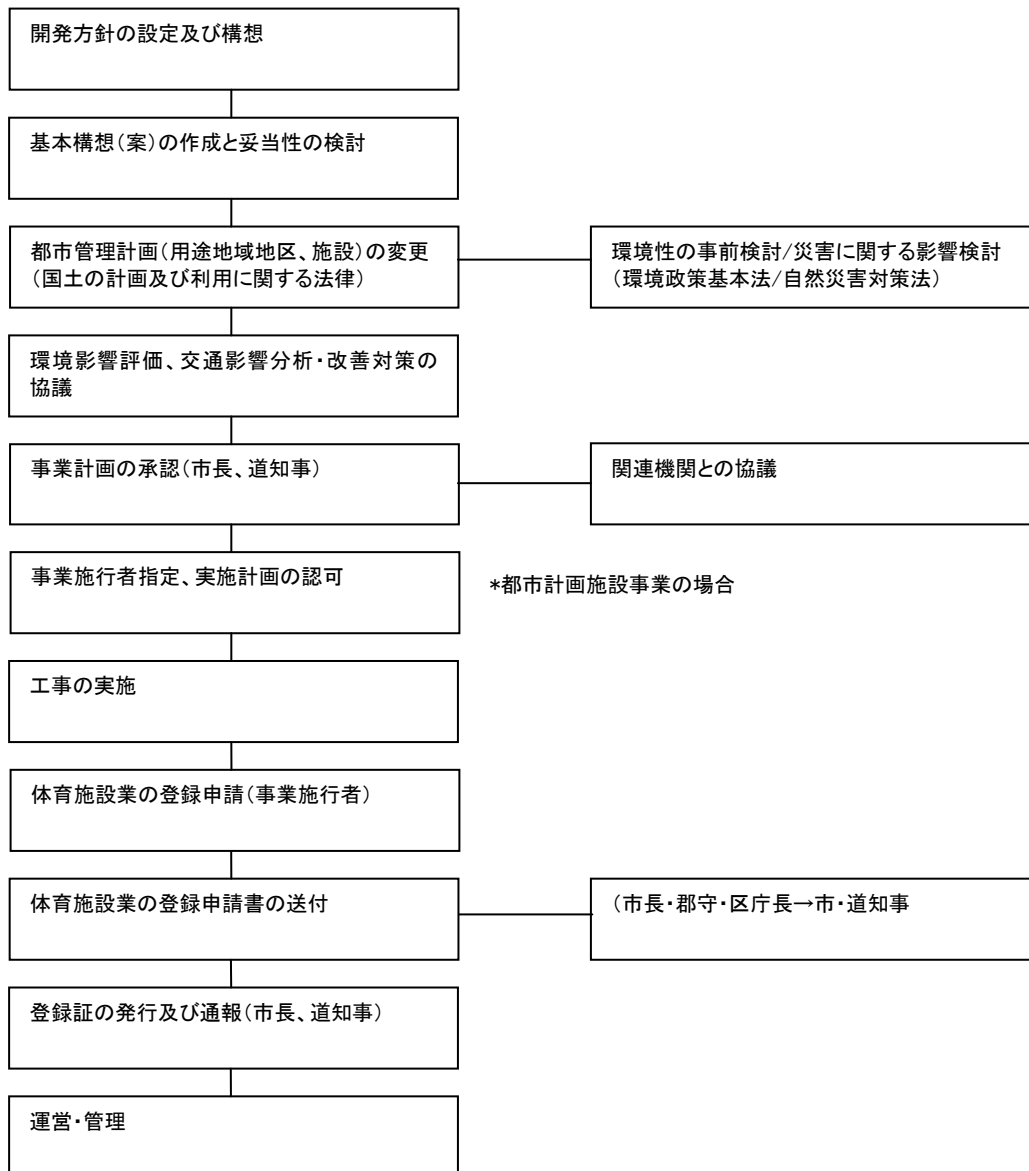 開発方針の設定及び構想
基本構想(案)の作成と妥当性の検討
都市管理計画(用途地域地区、施設)の変更
(国土の計画及び利用に関する法律)
環境性の事前検討/災害に関する影響検討
(環境政策基本法/自然災害対策法)
環境影響評価、交通影響分析・改善対策の
協議
事業計画の承認(市長、道知事)
関連機関との協議
事業施行者指定、実施計画の認可
*都市計画施設事業の場合
工事の実施
体育施設業の登録申請(事業施行者)
体育施設業の登録申請書の送付
(市長・郡守・区庁長→市・道知事
登録証の発行及び通報(市長、道知事)
運営・管理